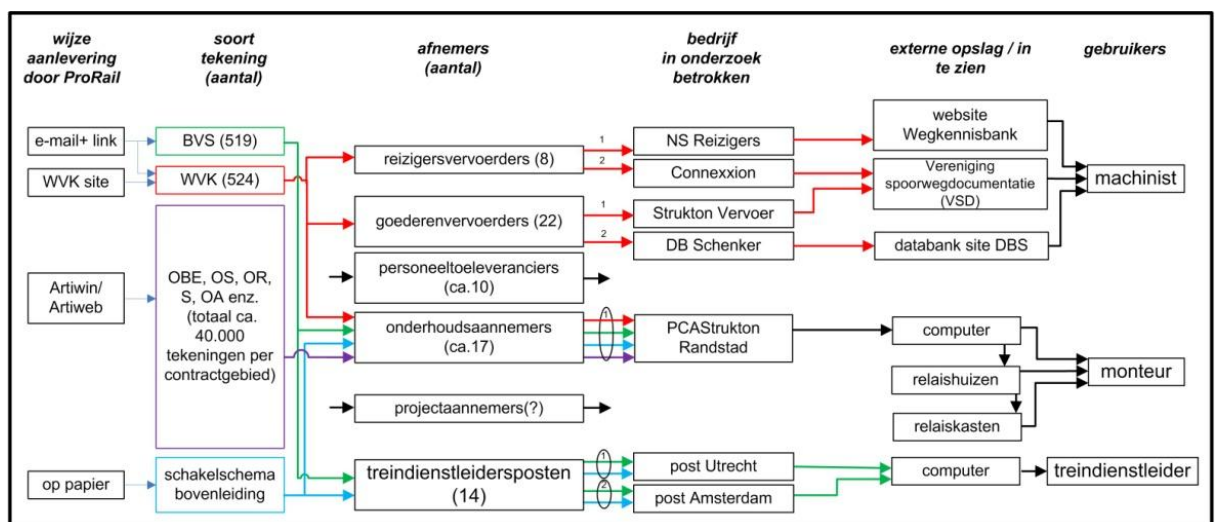 wijze
aanlevering
door ProRail
soort
tekening
(aantal)
afnemers
(aantal)
bedrijf
in onderzoek
betrokken
externe opslag / in
te zien
gebruikers
e-mail+ link
WVK site
Artiwin/
Artiweb
op papier
BVS (519)
WVK (524)
OBE, OS, OR,
S, OA enz.
(totaal ca.
40.000
tekeningen per
contractgebied)
schakelschema
bovenleiding
reizigersvervoerders (8)
goederenvervoerders (22)
personeeltoeleveranciers
(ca.10)
onderhoudsaannemers
(ca.17)
projectaannemers(?)
treindienstleidersposten
(14)
1
2
1
2
1
1
2
NS Reizigers
Connexxion
Strukton Vervoer
DB Schenker
PCAStrukton
Randstad
post Utrecht
post Amsterdam
website
Wegkennisbank
Vereniging
spoorwegdocumentatie
(VSD)
databank site DBS
computer
relaishuizen
relaiskasten
computer
machinist
monteur
treindienstleider